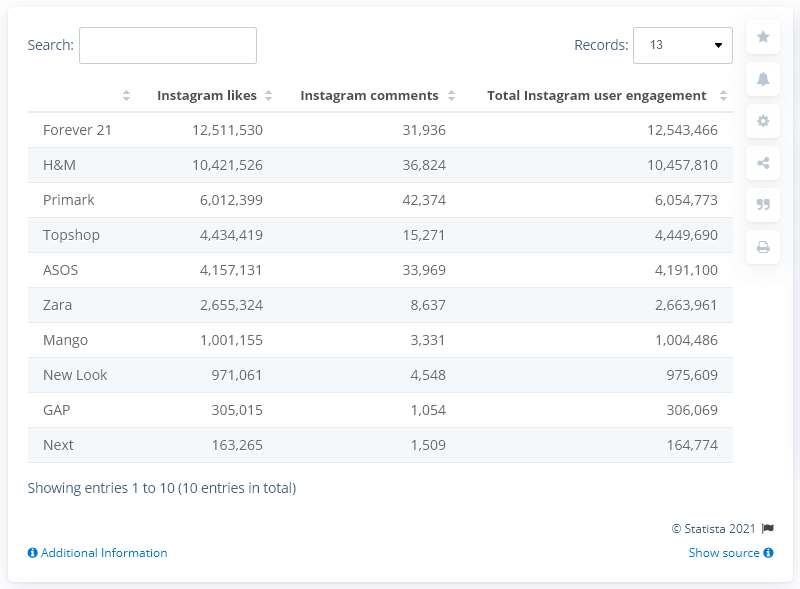 Search:
Records: 13
Instagram likes Instagram comments Total Instagram user engagement
Forever 21 12,511,530 31,936 12,543,466
H&M 10,421,526 36,824 10,457,810
Primark 6,012,399 42,374 6,054,773
Topshop 4,434,419 15,271 4,449,690
ASOS 4,157,131 33,969 4,191,100
Zara 2,655,324 8,637 2,663,961
Mango 1,001,155 3,331 1,004,486
New Look 971,061 4,548 975,609
GAP 305,015 1,054 306,069
Next 163,265 1,509 164,774
Showing entries 1 to 10 (10 entries in total)
© Statista 2021
Additional Information
Show source